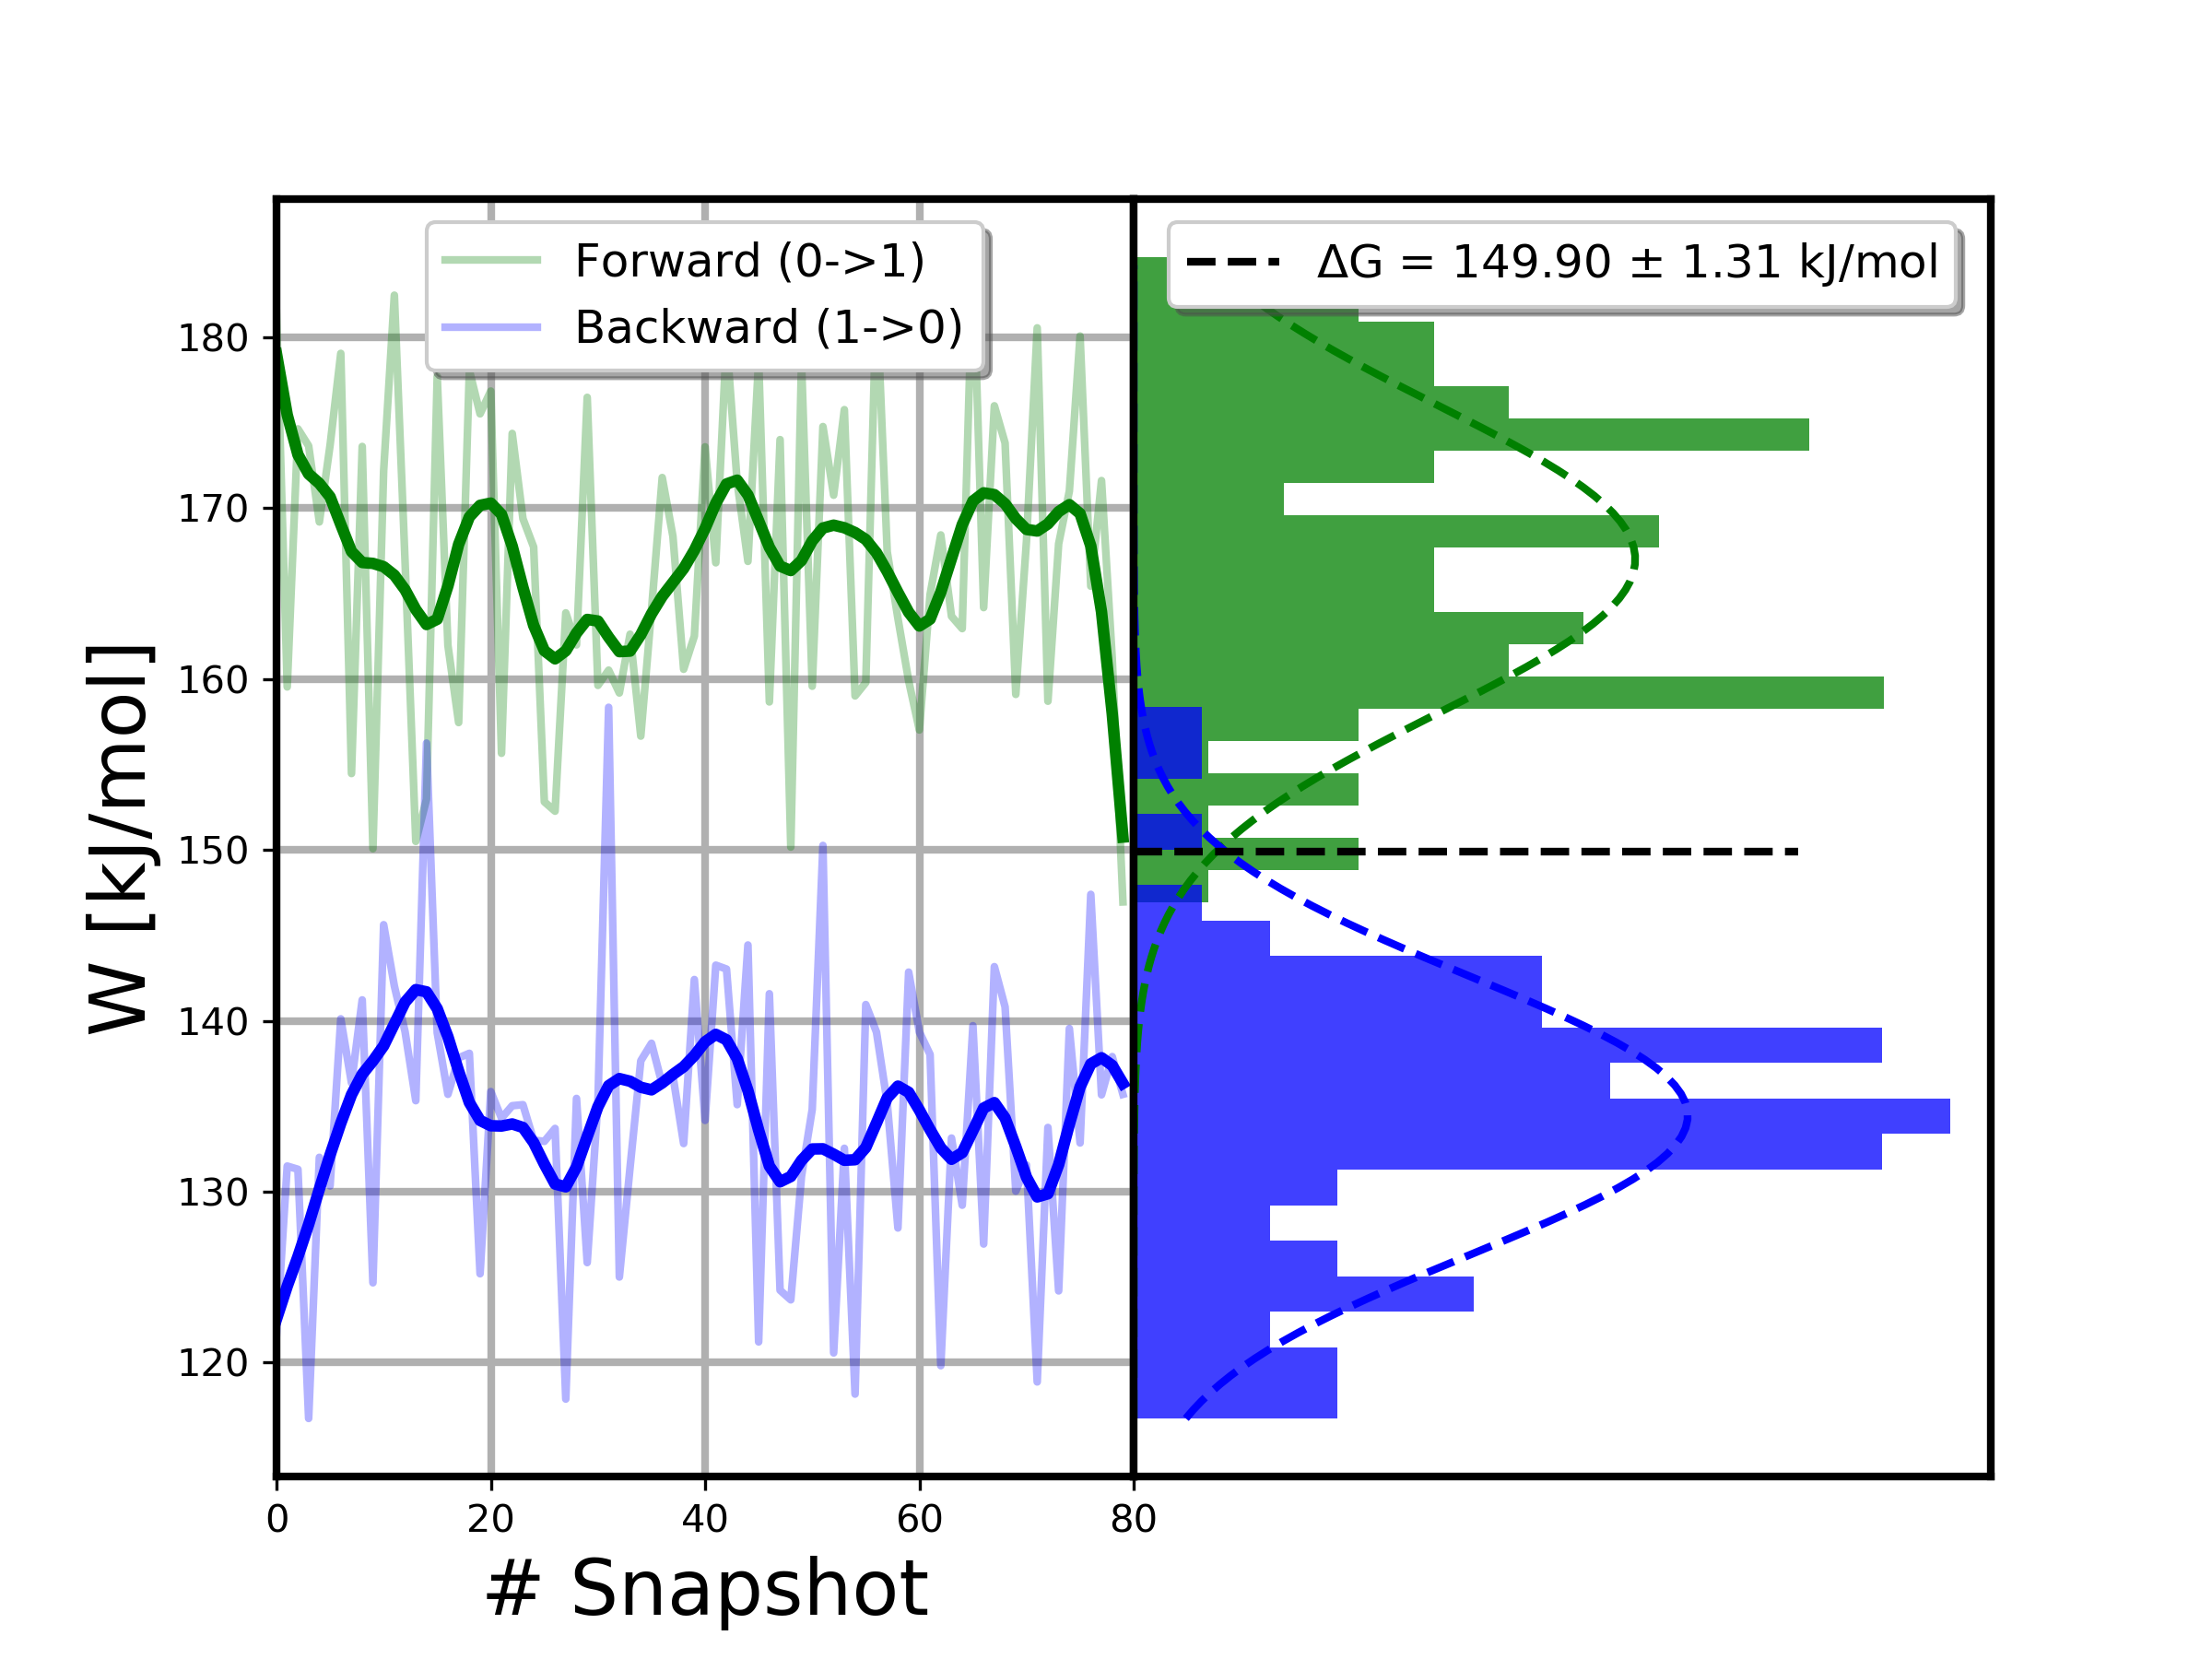 Forward (0->1)
Backward (1->0)
ΔG = 149.90 ± 1.31 kJ/mol
W [kJ/mol]
180
170
160
150
140
130
120
0 20 40 60 80
# Snapshot